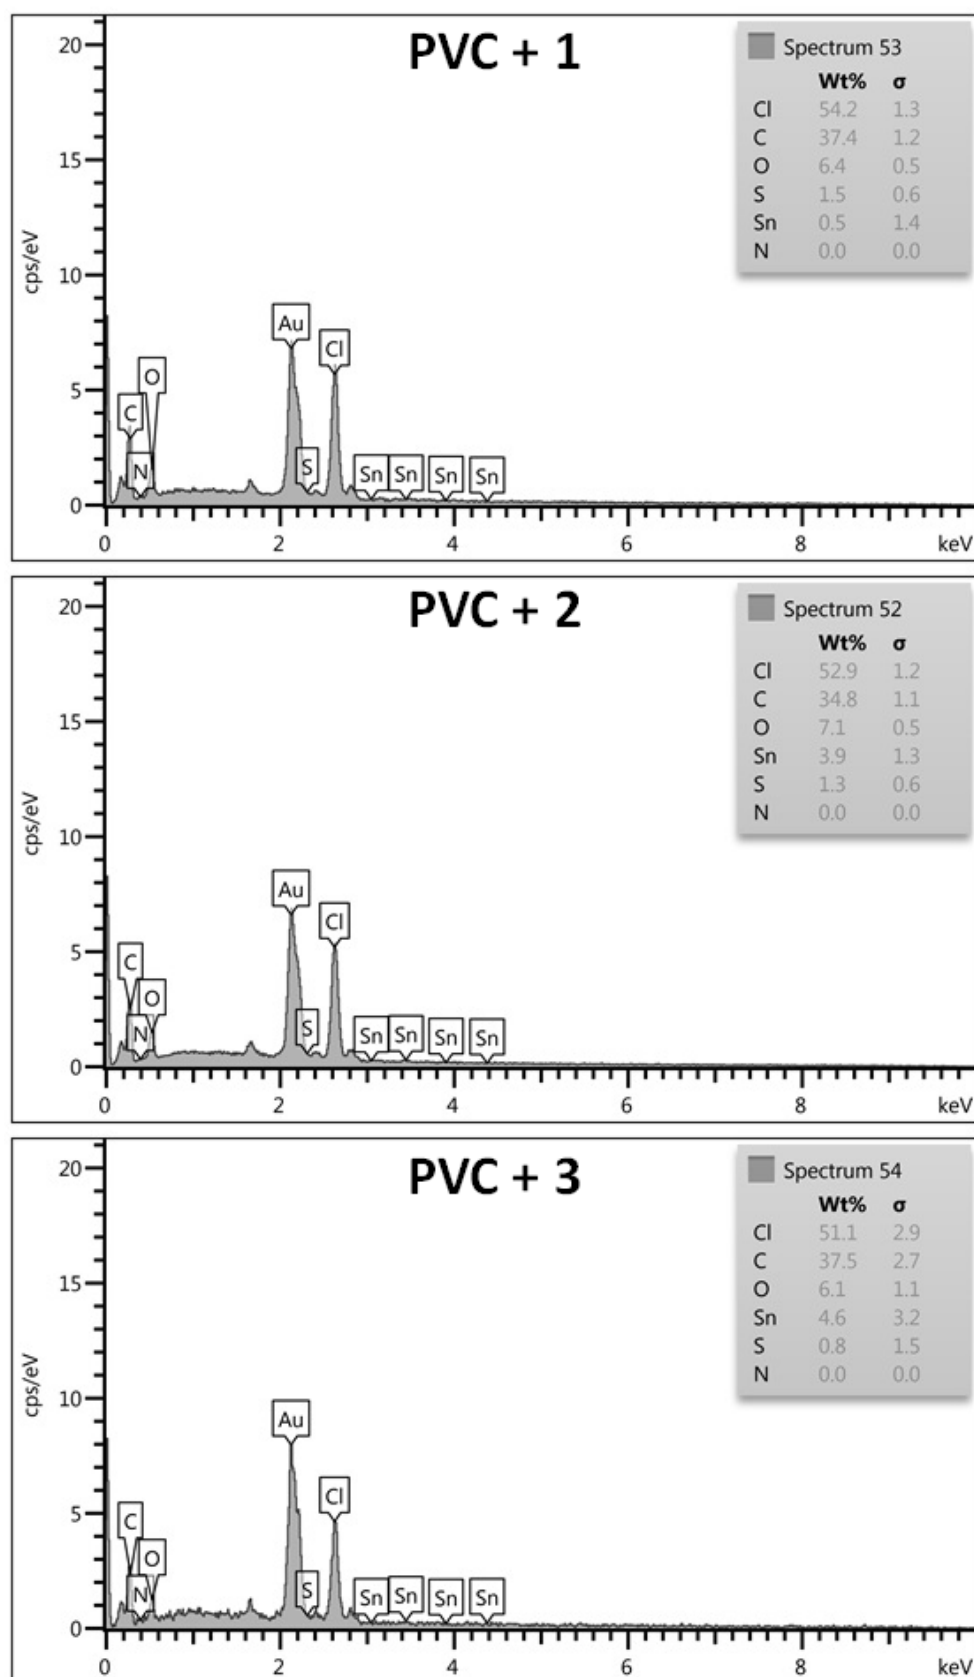 PVC + 1
Spectrum 53
Wt% σ
Cl 54.2 1.3
C 37.4 1.2
O 6.4 0.5
S 1.5 0.6
Sn 0.5 1.4
N 0.0 0.0
20
15
10
5
0
cps/eV
Au
Cl
O
C
N
S
Sn Sn Sn Sn
0 2 4 6 8 keV
PVC + 2
Spectrum 52
Wt% σ
Cl 52.9 1.2
C 34.8 1.1
O 7.1 0.5
Sn 3.9 1.3
S 1.3 0.6
N 0.0 0.0
20
15
10
5
0
cps/eV
Au
Cl
C
O
N
S
Sn Sn Sn Sn
0 2 4 6 8 keV
PVC + 3
Spectrum 54
Wt% σ
Cl 51.1 2.9
C 37.5 2.7
O 6.1 1.1
Sn 4.6 3.2
S 0.8 1.5
N 0.0 0.0
20
15
10
5
0
cps/eV
Au
Cl
C
O
N
S
Sn Sn Sn Sn
0 2 4 6 8 keV